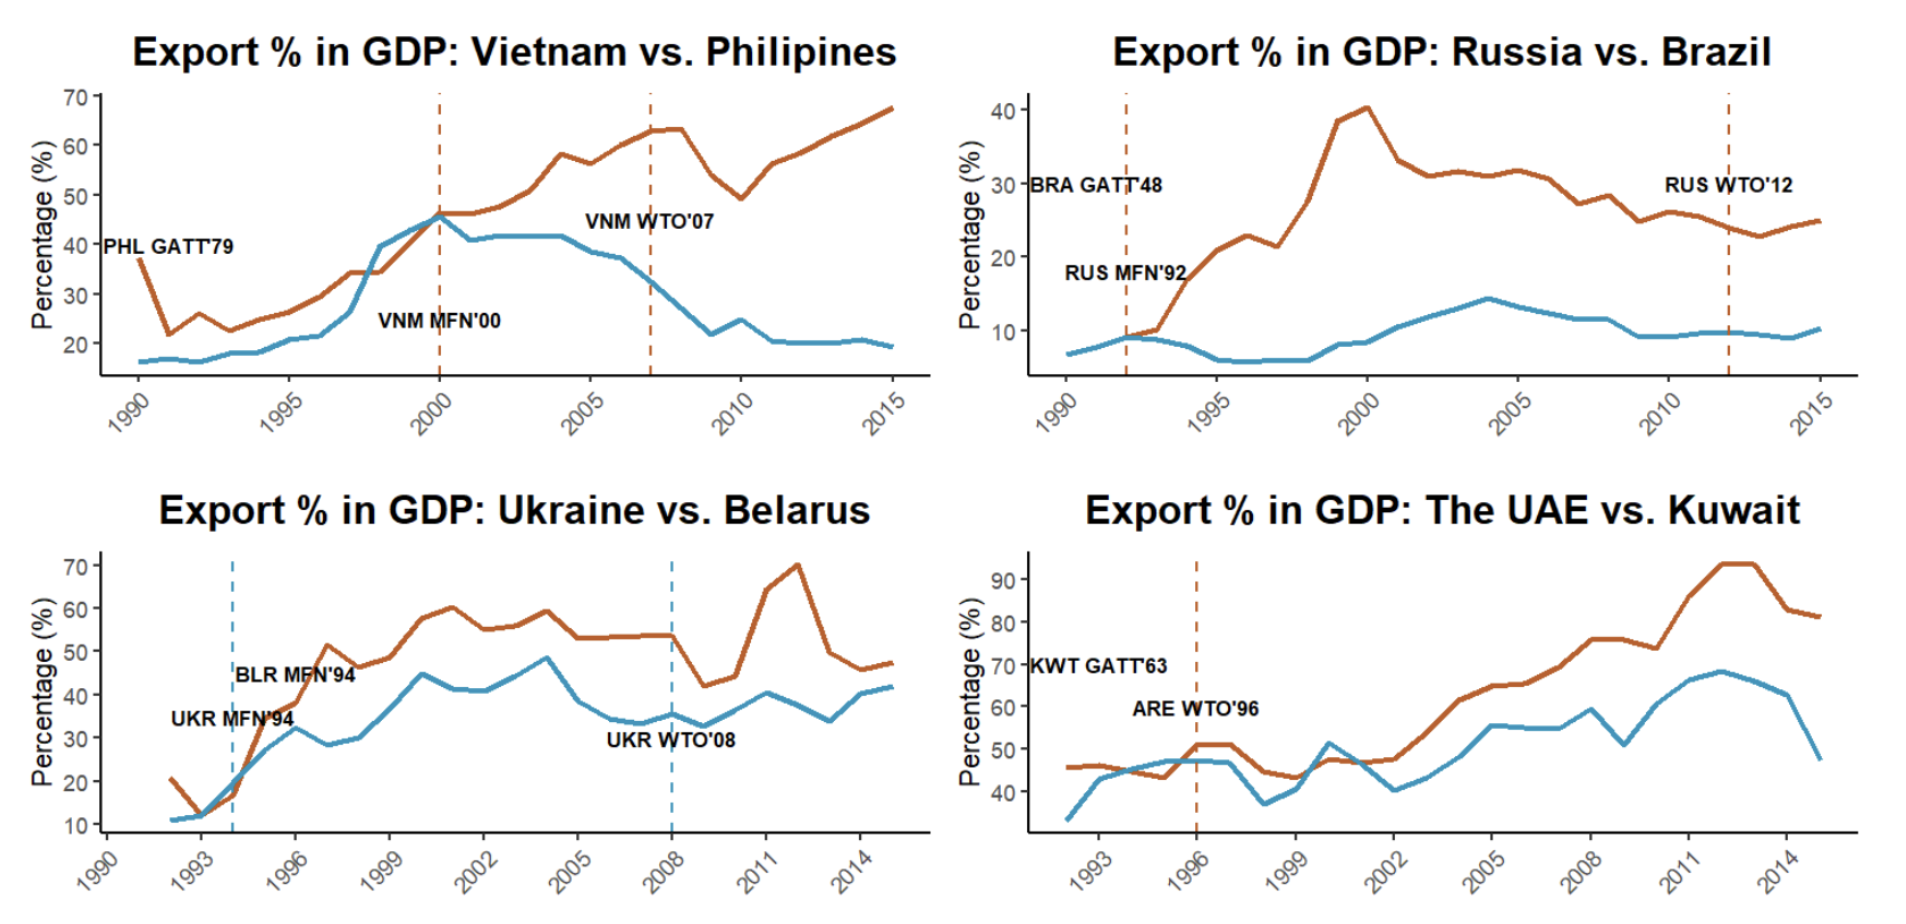 Export % in GDP: Vietnam vs. Philipines
Percentage (%)
70
60
50
40
30
20
PHL GATT'79
VNM MFN'00
VNM WTO'07
1990
1995
2000
2005
2010
2015
Export % in GDP: Russia vs. Brazil
Percentage (%)
40
30
20
10
BRA GATT'48
RUS MFN'92
RUS WTO'12
1990
1995
2000
2005
2010
2015
Export % in GDP: Ukraine vs. Belarus
Percentage (%)
70
60
50
40
30
20
10
BLR MFN'94
UKR MFN'94
UKR WTO'08
1990
1993
1996
1999
2002
2005
2008
2011
2014
Export % in GDP: The UAE vs. Kuwait
Percentage (%)
90
80
70
60
50
40
KWT GATT'63
ARE WTO'96
1993
1996
1999
2002
2005
2008
2011
2014